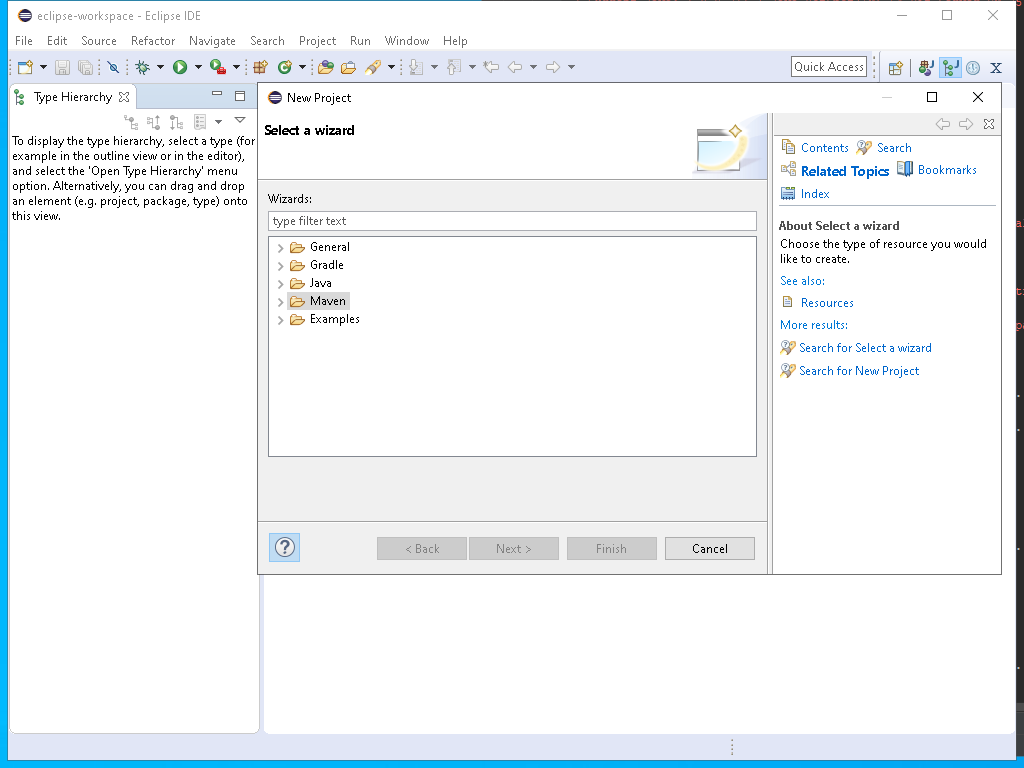 eclipse-workspace - Eclipse IDE
File Edit Source Refactor Navigate Search Project Run Window Help
Quick Access
Type Hierarchy
To display the type hierarchy, select a type (for
example in the outline view or in the editor),
and select the 'Open Type Hierarchy' menu
option. Alternatively, you can drag and drop
an element (e.g. project, package, type) onto
this view.
New Project
Select a wizard
Wizards:
type filter text
General
Gradle
Java
Maven
Examples
< Back Next > Finish Cancel
Contents Search
Related Topics Bookmarks
Index
About Select a wizard
Choose the type of resource you would
like to create.
See also:
Resources
More results:
Search for Select a wizard
Search for New Project